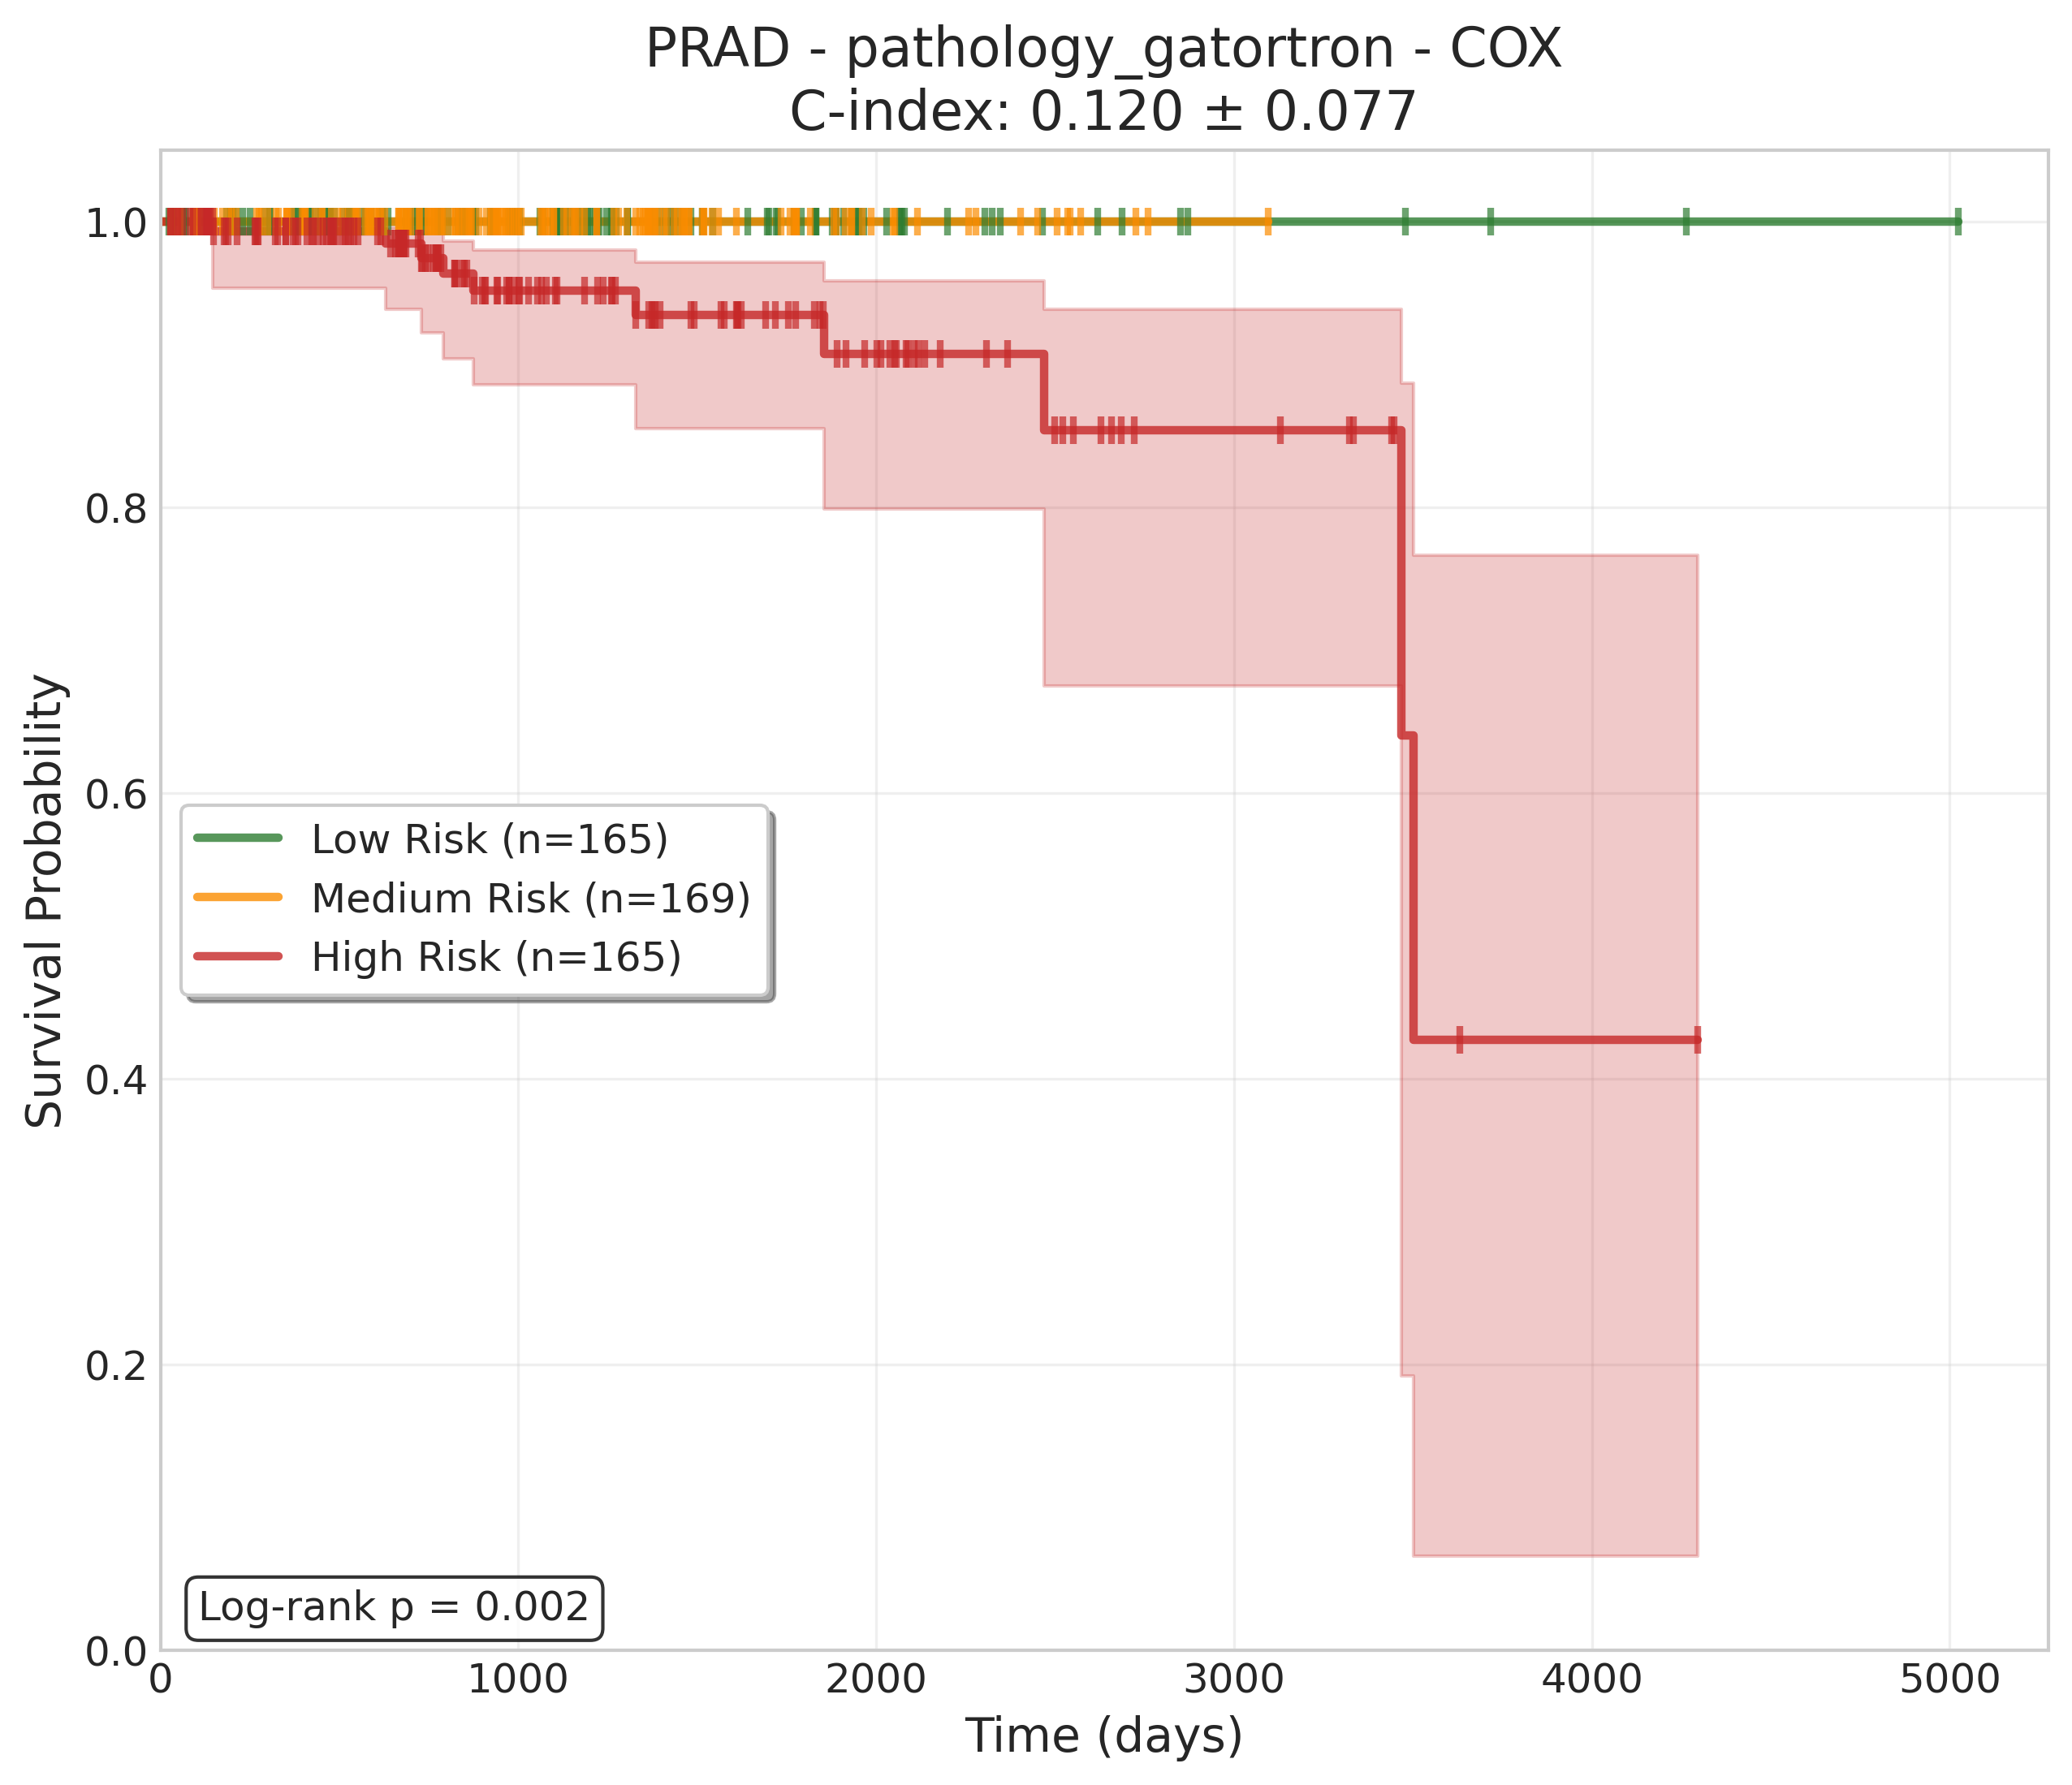 PRAD - pathology_gatortron - COX
C-index: 0.120 ± 0.077
1.0
0.8
0.6
0.4
0.2
0.0
Survival Probability
Low Risk (n=165)
Medium Risk (n=169)
High Risk (n=165)
Log-rank p = 0.002
0 1000 2000 3000 4000 5000
Time (days)